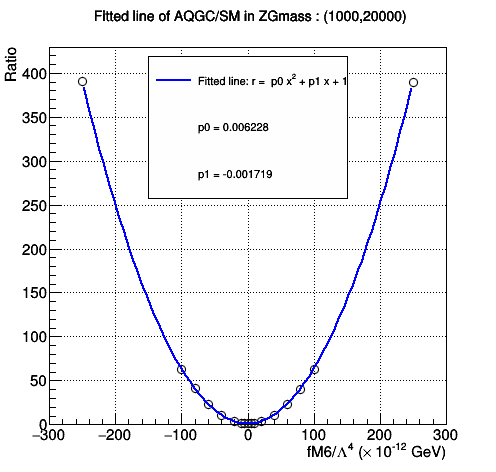 FItted line of AQGC/SM in ZGmass : (1000,20000)
Ratio
400
350
300
250
200
150
100
50
0
Fitted line: r = p0 x² + p1 x + 1
p0 = 0.006228
p1 = -0.001719
−300 −200 −100 0 100 200 300
fM6/Λ⁴ (× 10⁻¹² GeV)